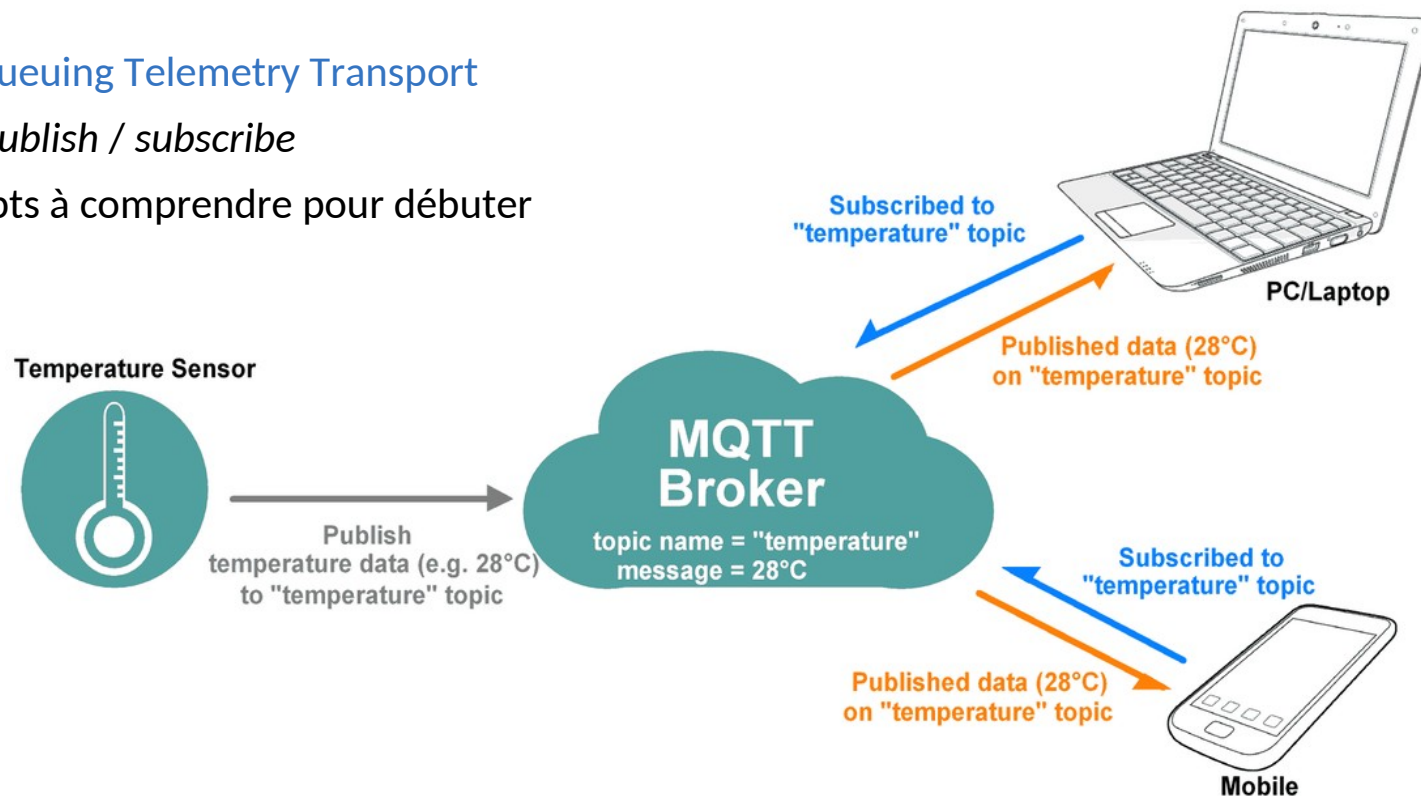 ueuing Telemetry Transport
ublish / subscribe
pts à comprendre pour débuter
Subscribed to
"temperature" topic
PC/Laptop
Published data (28°C)
on "temperature" topic
Temperature Sensor
MQTT
Broker
topic name = "temperature"
message = 28°C
Publish
temperature data (e.g. 28°C)
to "temperature" topic
Subscribed to
"temperature" topic
Published data (28°C)
on "temperature" topic
Mobile